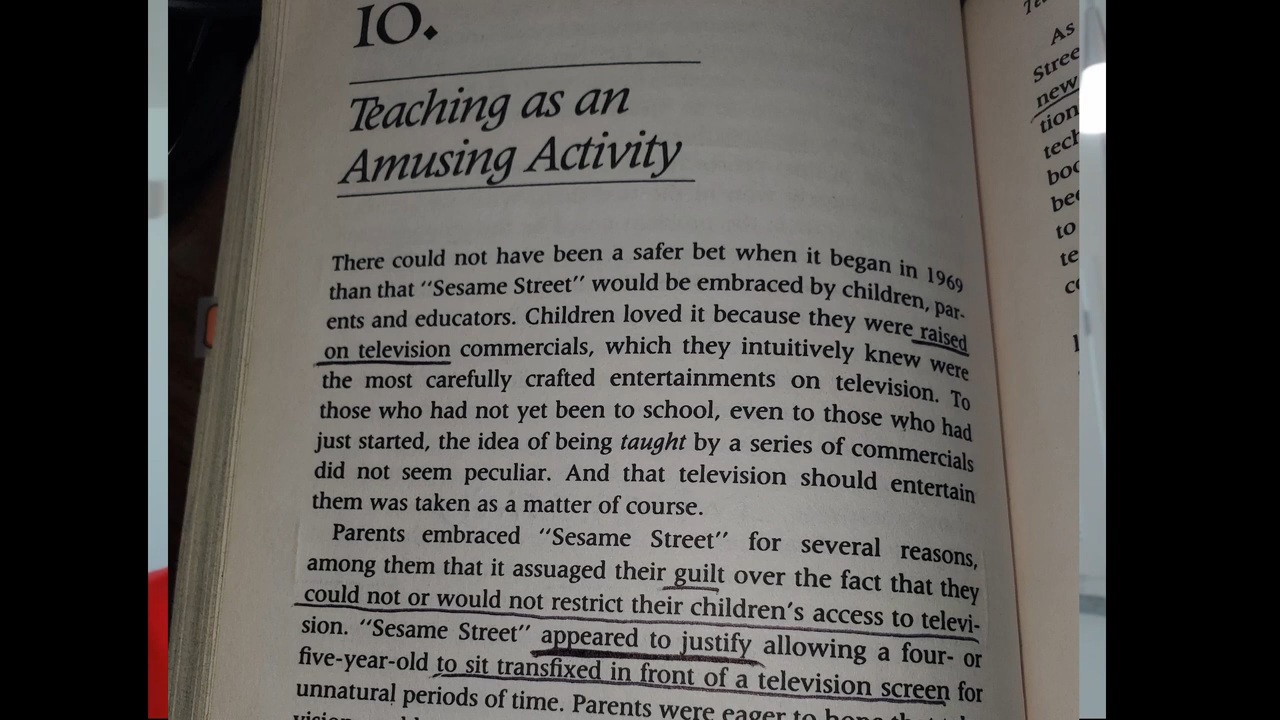 10.
Teaching as an
Amusing Activity
There could not have been a safer bet when it began in 1969
than that “Sesame Street” would be embraced by children, par-
ents and educators. Children loved it because they were raised
on television commercials, which they intuitively knew were
the most carefully crafted entertainments on television. To
those who had not yet been to school, even to those who had
just started, the idea of being taught by a series of commercials
did not seem peculiar. And that television should entertain
them was taken as a matter of course.
Parents embraced “Sesame Street” for several reasons,
among them that it assuaged their guilt over the fact that they
could not or would not restrict their children’s access to televi-
sion. “Sesame Street” appeared to justify allowing a four- or
five-year-old to sit transfixed in front of a television screen for
unnatural periods of time. Parents were eager to hope
As
Stree
new
tion
tech
to